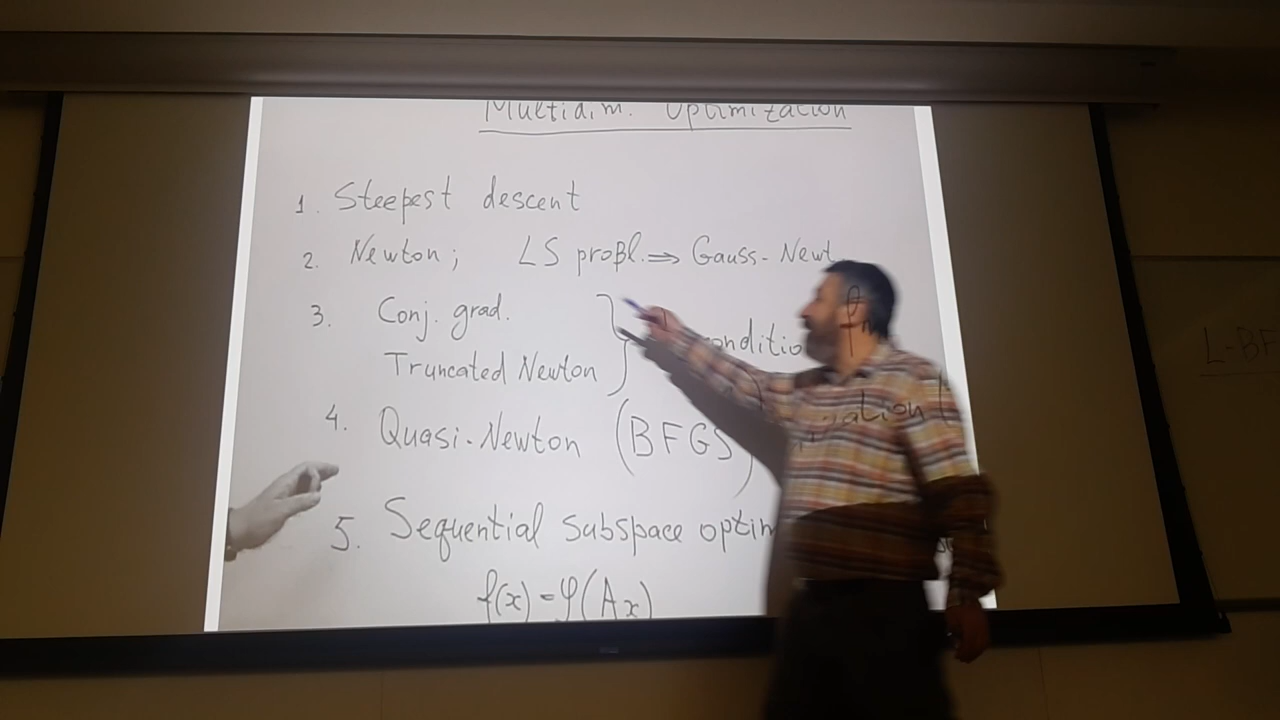 Multidim. Optimization
1. Steepest descent
2. Newton; LS probl. ⇒ Gauss-Newt
3. Conj. grad.
Truncated Newton
4. Quasi-Newton (BFGS)
5. Sequential subspace optim
f(x) = φ(Ax)
L-BF